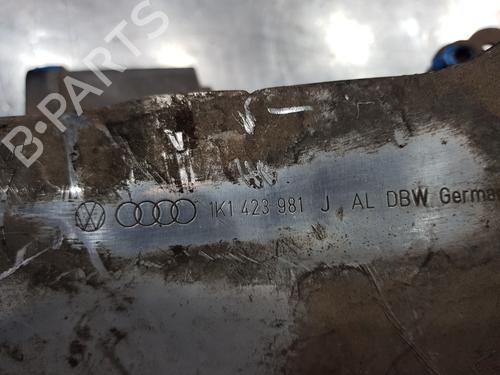 B-PARTS
1K1 423 981 J AL DBW Germa